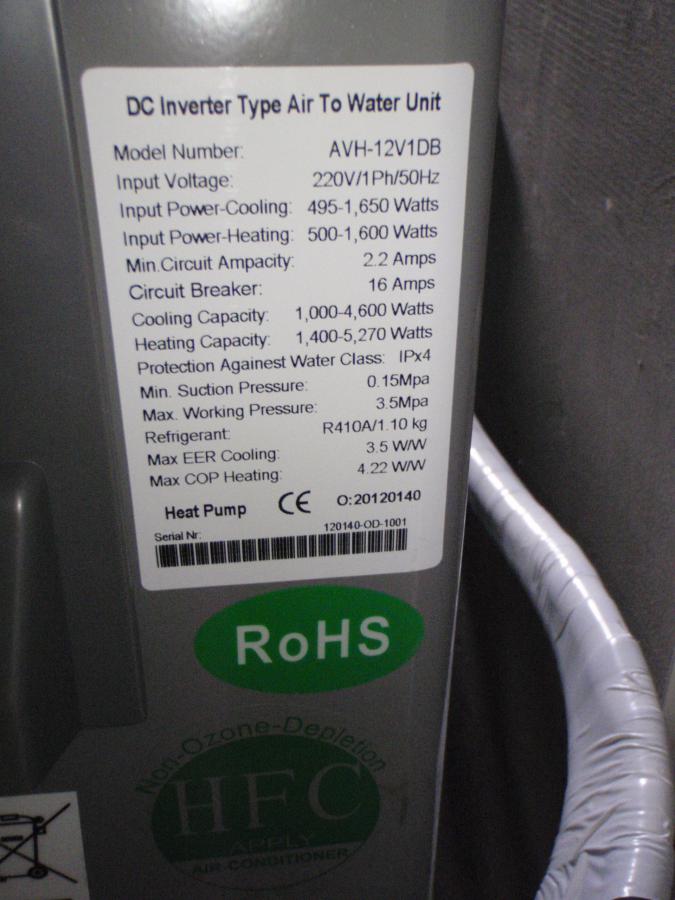 DC Inverter Type Air To Water Unit
Model Number: AVH-12V1DB
Input Voltage: 220V/1Ph/50Hz
Input Power-Cooling: 495-1,650 Watts
Input Power-Heating: 500-1,600 Watts
Min.Circuit Ampacity: 2.2 Amps
Circuit Breaker: 16 Amps
Cooling Capacity: 1,000-4,600 Watts
Heating Capacity: 1,400-5,270 Watts
Protection Against Water Class: IPx4
Min. Suction Pressure: 0.15Mpa
Max. Working Pressure: 3.5Mpa
Refrigerant: R410A/1.10 kg
Max EER Cooling: 3.5 W/W
Max COP Heating: 4.22 W/W
Heat Pump CE O:20120140
Serial Nr: 120140-OD-1001
RoHS
Non-Ozone-Depletion
HFC
APPLY
AIR-CONDITIONER